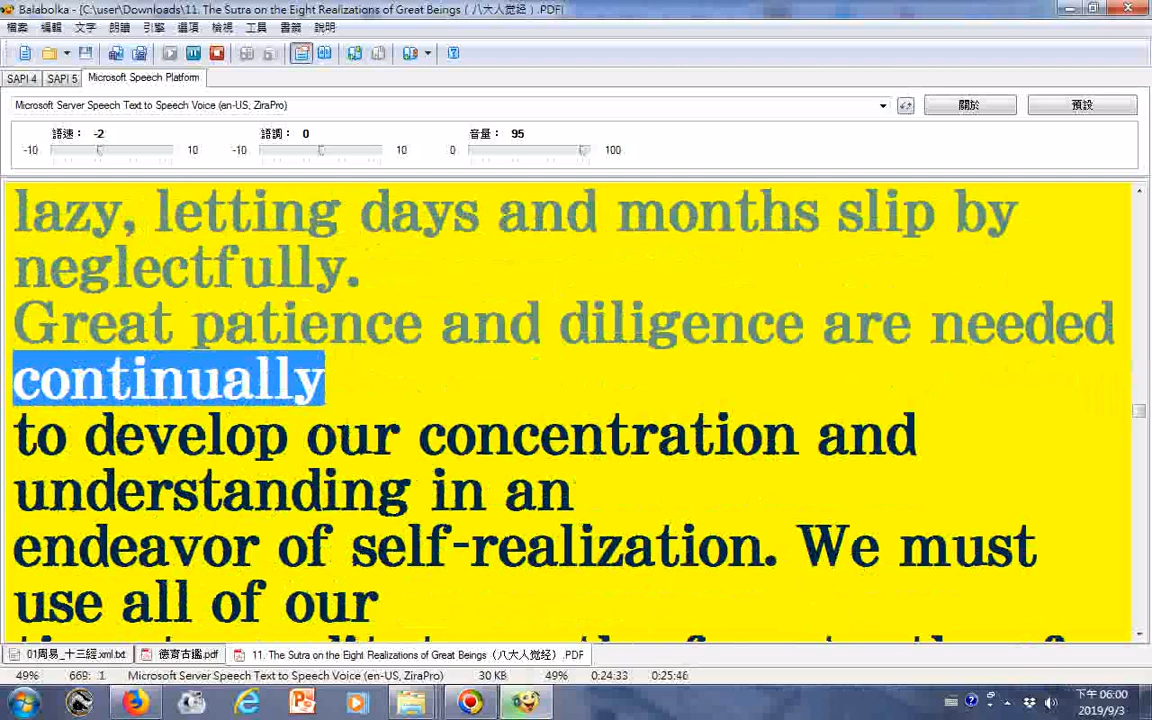 Balabolka - [C:\user\Downloads\11. The Sutra on the Eight Realizations of Great Beings (八大人觉经) .PDF]
檔案 編輯 文字 朗讀 引擎 選項 檢視 工具 書籤 說明
SAPI 4 SAPI 5 Microsoft Speech Platform
Microsoft Server Speech Text to Speech Voice (en-US, ZiraPro) 關於 預設
語速： -2 語調： 0 音量： 95
-10 10 -10 10 0 100
lazy, letting days and months slip by
neglectfully.
Great patience and diligence are needed
continually
to develop our concentration and
understanding in an
endeavor of self-realization. We must
use all of our
01周易_十三經.xml.txt 德育古鑑.pdf 11. The Sutra on the Eight Realizations of Great Beings (八大人觉经) .PDF
49% 669: 1 Microsoft Server Speech Text to Speech Voice (en-US, ZiraPro) 30 KB 49% 0:24:33 0:25:46
下午 06:00
2019/9/3